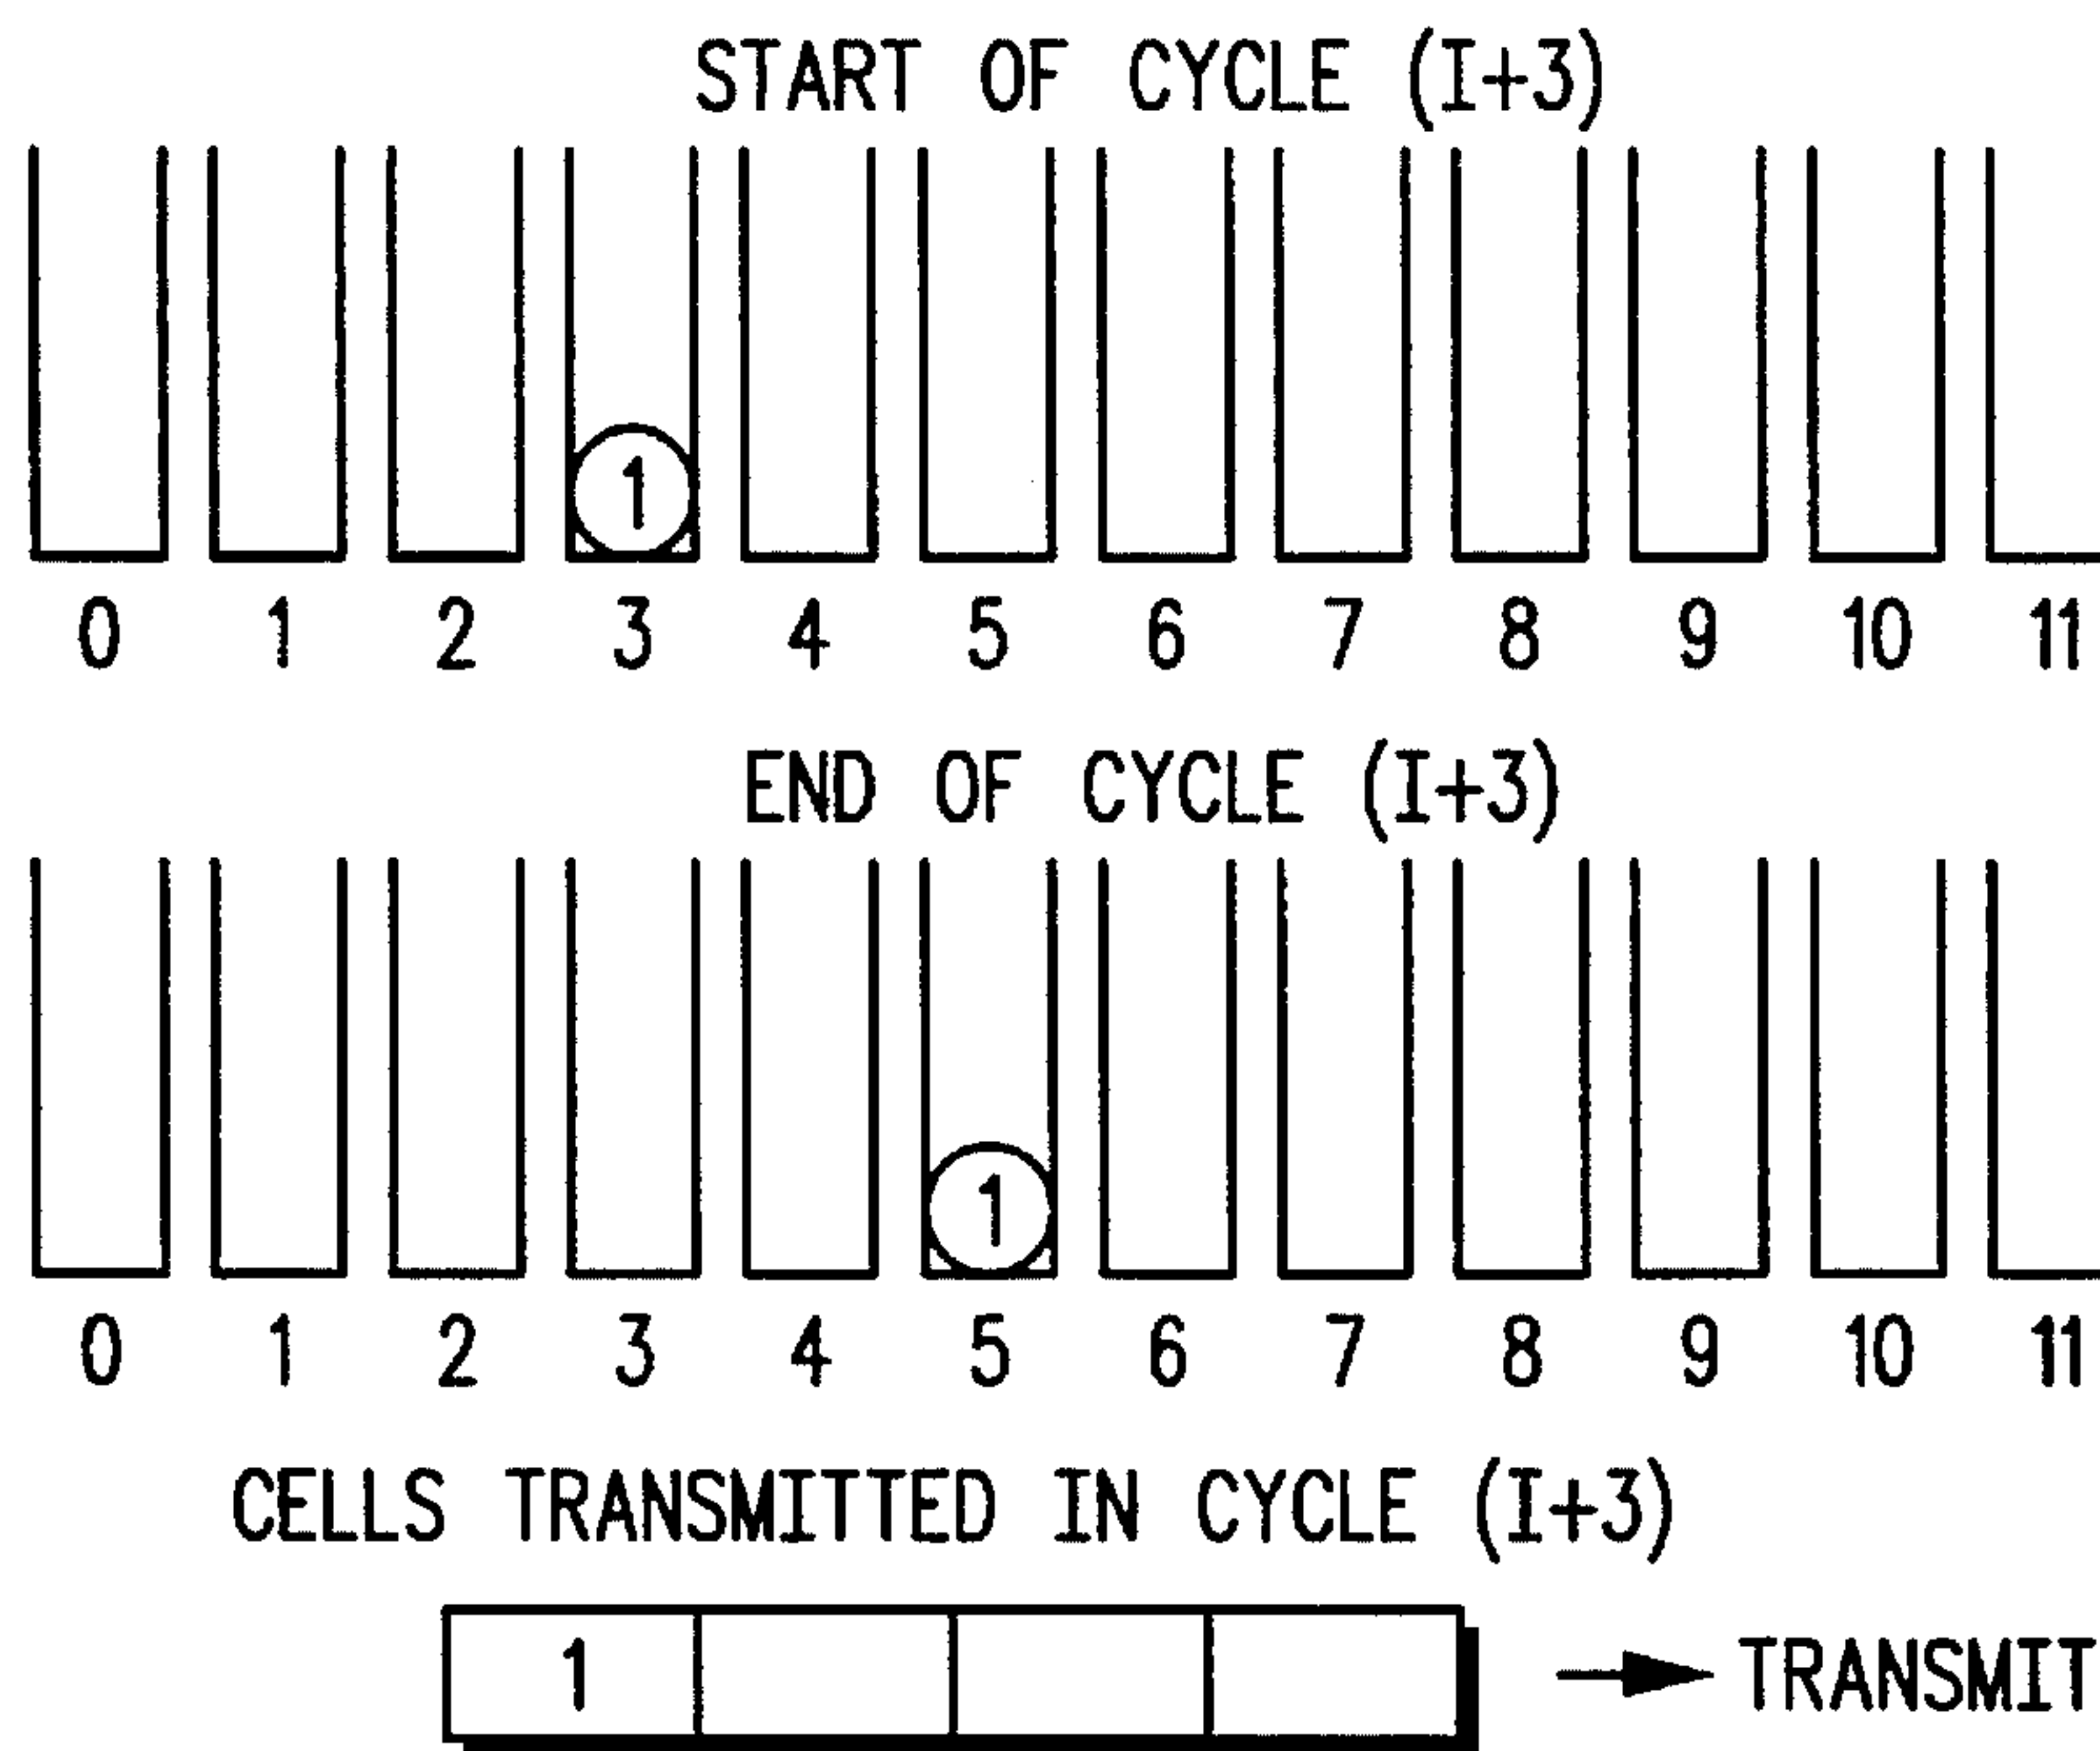 START OF CYCLE (I+3)
1
0 1 2 3 4 5 6 7 8 9 10 11
END OF CYCLE (I+3)
1
0 1 2 3 4 5 6 7 8 9 10 11
CELLS TRANSMITTED IN CYCLE (I+3)
1 TRANSMIT